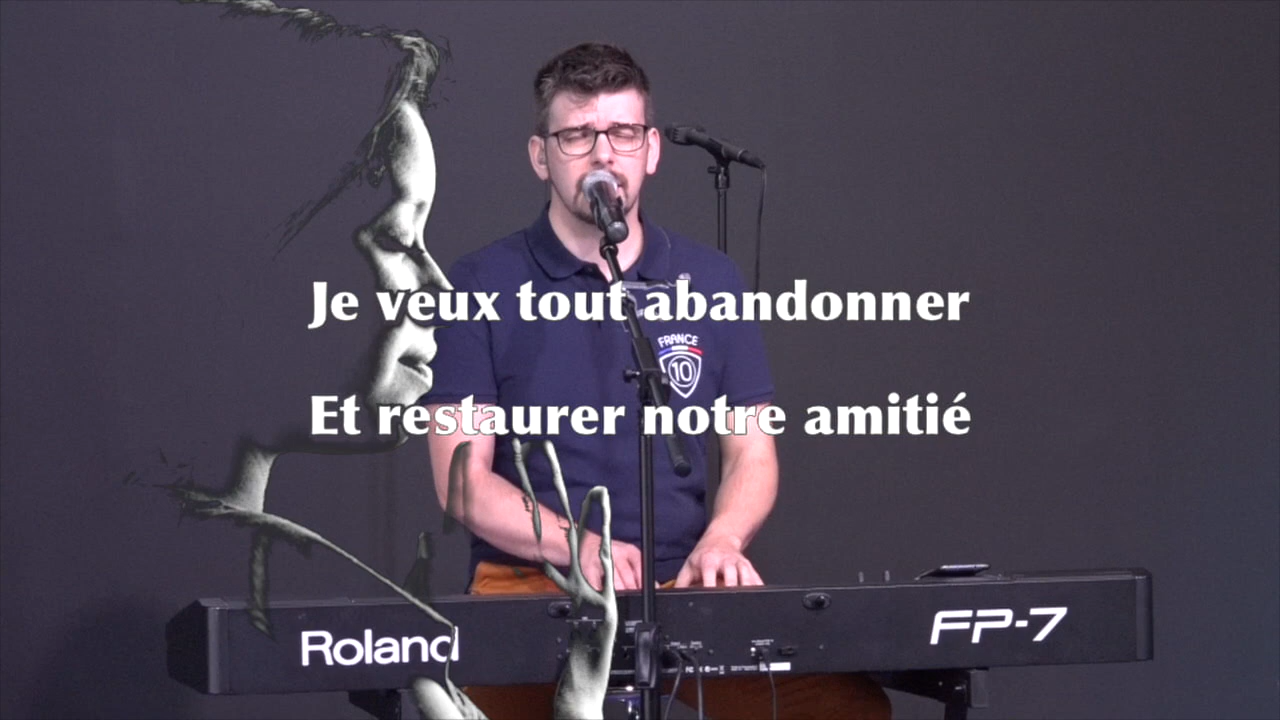 Je veux tout abandonner
FRANCE
10
Et restaurer notre amitié
Roland
FP-7